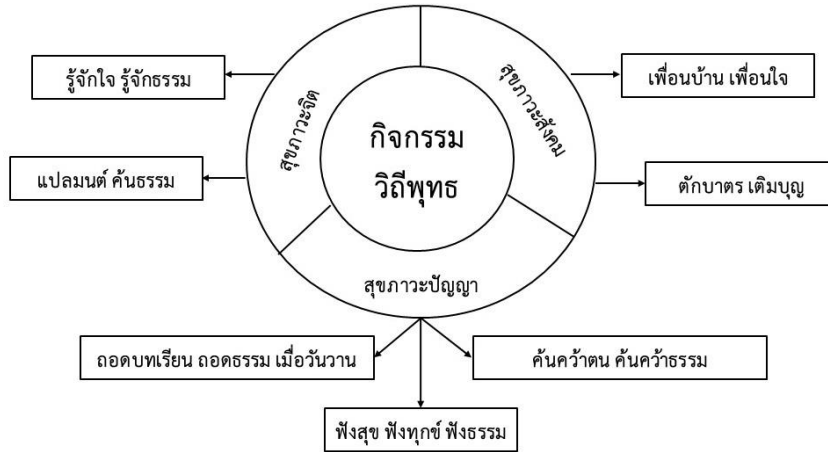 รู้จักใจ รู้จักธรรม
แปลมนต์ ค้นธรรม
สุขภาวะจิต
กิจกรรม
วิถีพุทธ
สุขภาวะสังคม
เพื่อนบ้าน เพื่อนใจ
ตักบาตร เติมบุญ
สุขภาวะปัญญา
ถอดบทเรียน ถอดธรรม เมื่อวันวาน
ค้นคว้าตน ค้นคว้าธรรม
ฟังสุข ฟังทุกข์ ฟังธรรม